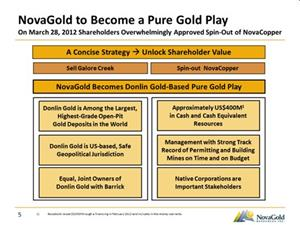 NovaGold to Become a Pure Gold Play
On March 28, 2012 Shareholders Overwhelmingly Approved Spin-Out of NovaCopper
A Concise Strategy → Unlock Shareholder Value
Sell Galore Creek
Spin-out NovaCopper
NovaGold Becomes Donlin Gold-Based Pure Gold Play
Donlin Gold is Among the Largest,
Highest-Grade Open-Pit
Gold Deposits in the World
Approximately US$400M¹
in Cash and Cash Equivalent
Resources
Donlin Gold is US-based, Safe
Geopolitical Jurisdiction
Management with Strong Track
Record of Permitting and Building
Mines on Time and on Budget
Equal, Joint Owners of
Donlin Gold with Barrick
Native Corporations are
Important Stakeholders
5
NovaGold